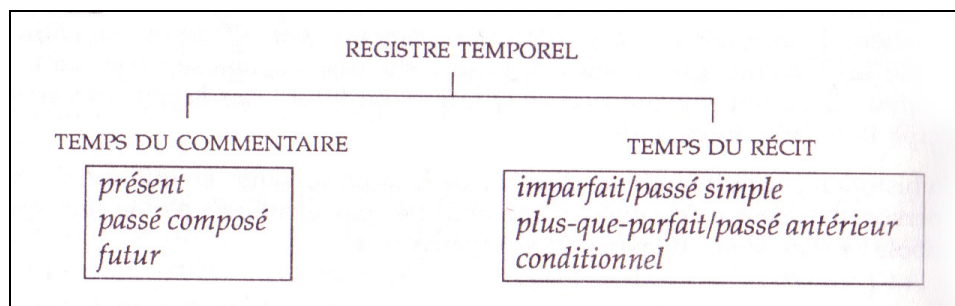 REGISTRE TEMPOREL
TEMPS DU COMMENTAIRE
présent
passé composé
futur
TEMPS DU RÉCIT
imparfait/passé simple
plus-que-parfait/passé antérieur
conditionnel